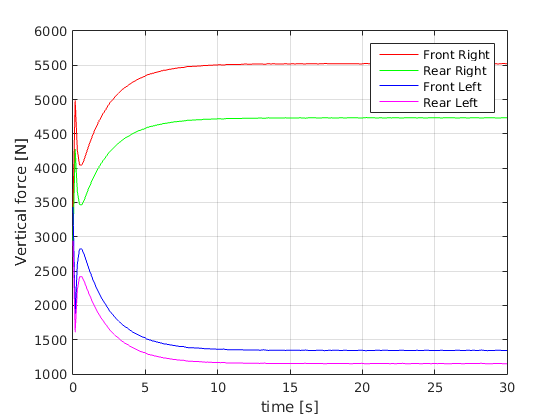 Vertical force [N]
6000
5500
5000
4500
4000
3500
3000
2500
2000
1500
1000
Front Right
Rear Right
Front Left
Rear Left
0 5 10 15 20 25 30
time [s]